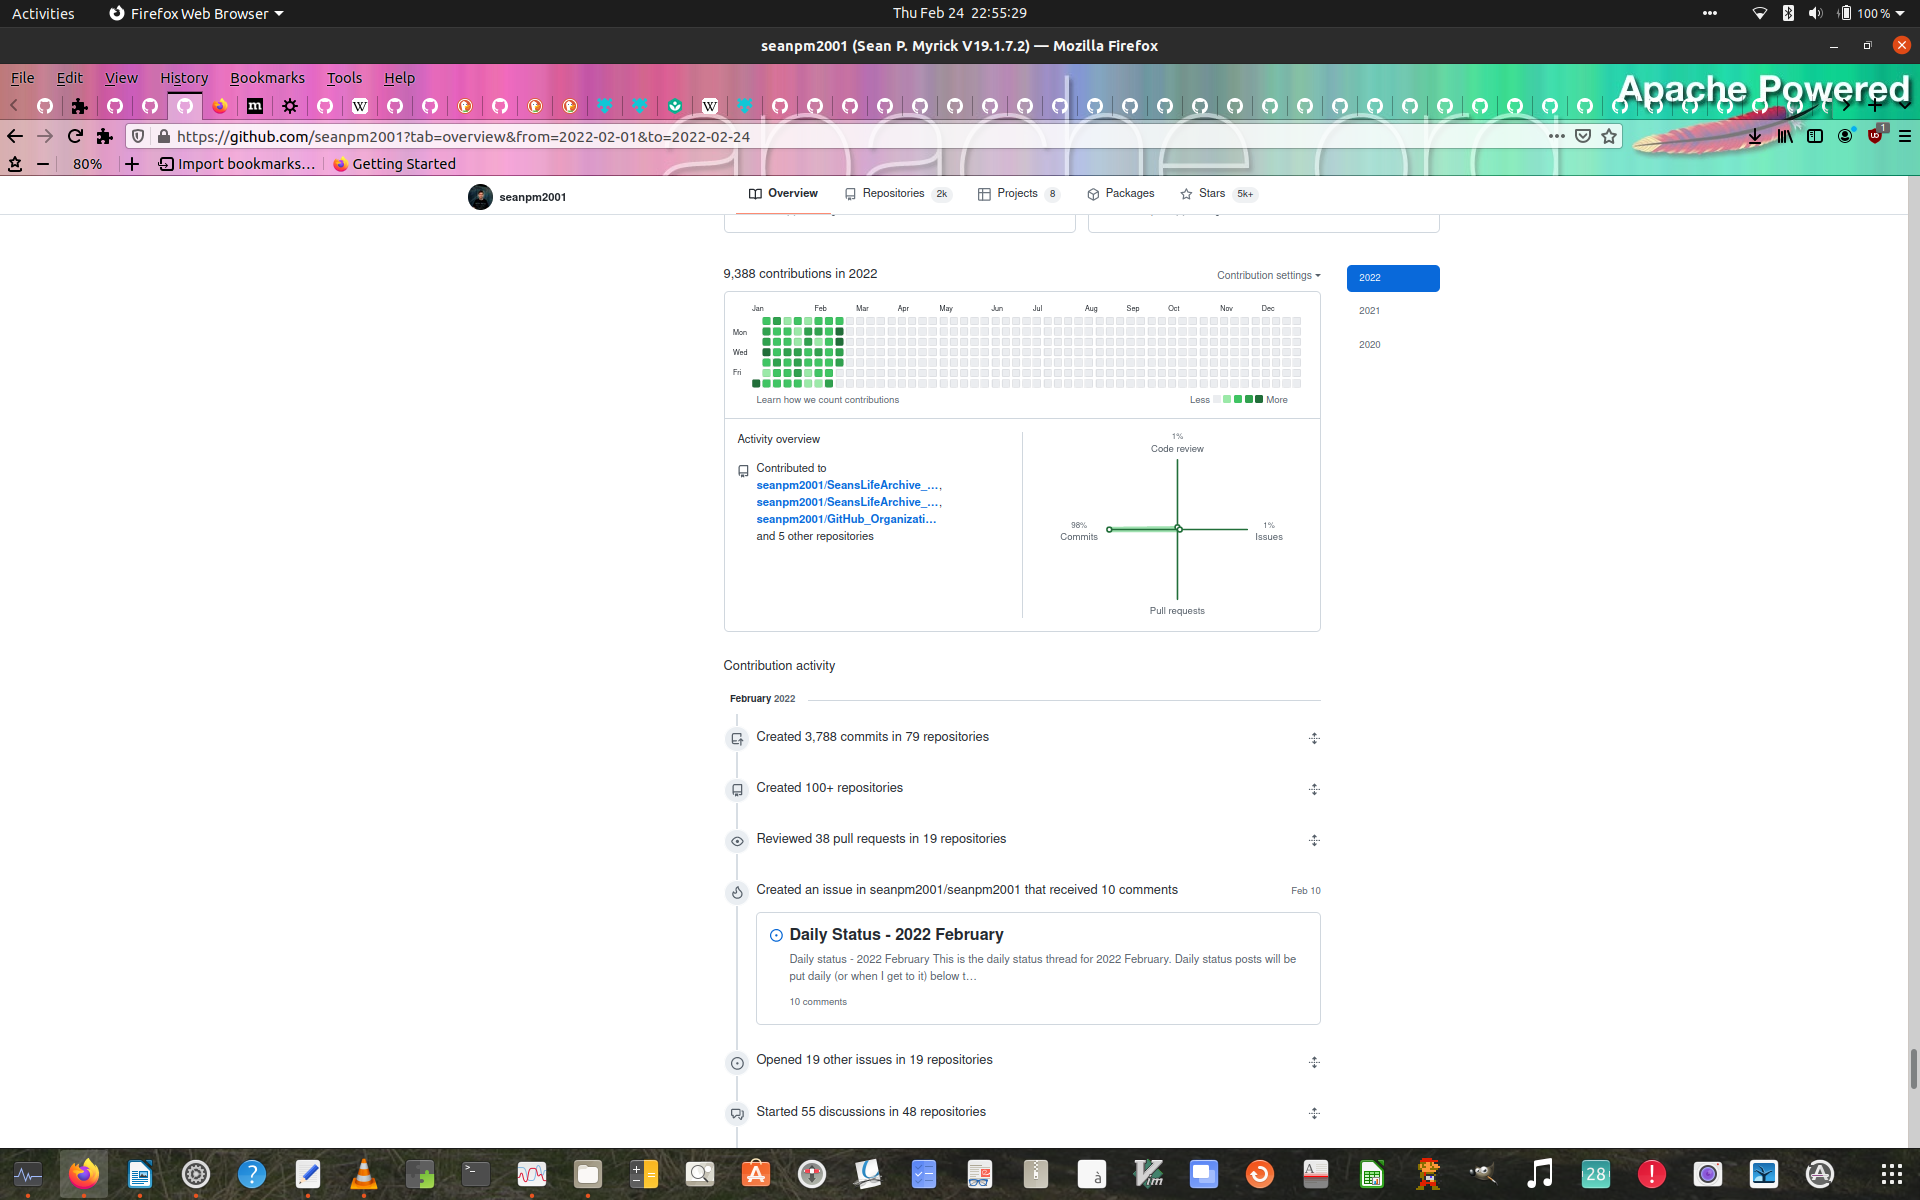 Activities
Firefox Web Browser
Thu Feb 24 22:55:29
100 %
seanpm2001 (Sean P. Myrick V19.1.7.2) — Mozilla Firefox
File Edit View History Bookmarks Tools Help
Apache Powered
https://github.com/seanpm2001?tab=overview&from=2022-02-01&to=2022-02-24
1
80%
Import bookmarks...
Getting Started
seanpm2001
Overview
Repositories 2k
Projects 8
Packages
Stars 5k+
9,388 contributions in 2022
Contribution settings
2022
2021
2020
Jan Feb Mar Apr May Jun Jul Aug Sep Oct Nov Dec
Mon
Wed
Fri
Learn how we count contributions
Less More
Activity overview
Contributed to
seanpm2001/SeansLifeArchive_...,
seanpm2001/SeansLifeArchive_...,
seanpm2001/GitHub_Organizati...
and 5 other repositories
1%
Code review
98%
Commits
1%
Issues
Pull requests
Contribution activity
February 2022
Created 3,788 commits in 79 repositories
Created 100+ repositories
Reviewed 38 pull requests in 19 repositories
Created an issue in seanpm2001/seanpm2001 that received 10 comments
Feb 10
Daily Status - 2022 February
Daily status - 2022 February This is the daily status thread for 2022 February. Daily status posts will be
put daily (or when I get to it) below t...
10 comments
Opened 19 other issues in 19 repositories
Started 55 discussions in 48 repositories
28